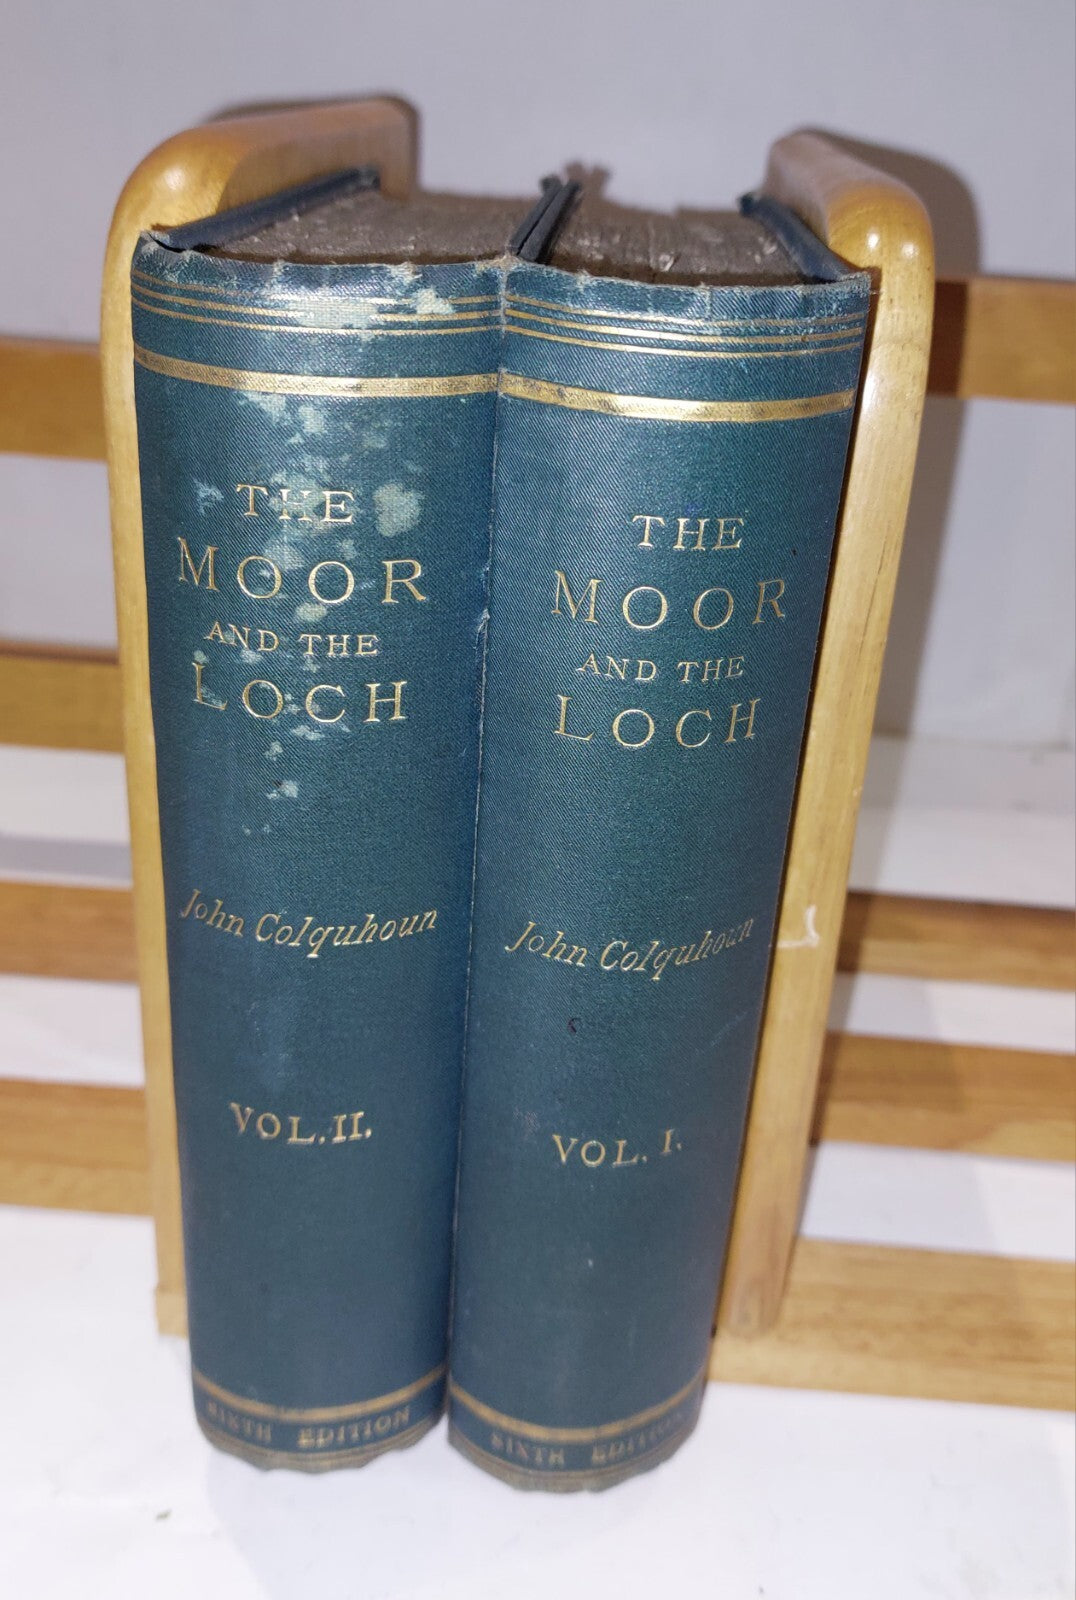 THE
MOOR
AND THE
LOCH
John Colquhoun
VOL. II.
SIXTH EDITION
THE
MOOR
AND THE
LOCH
John Colquhoun
VOL. I.
SIXTH EDITION